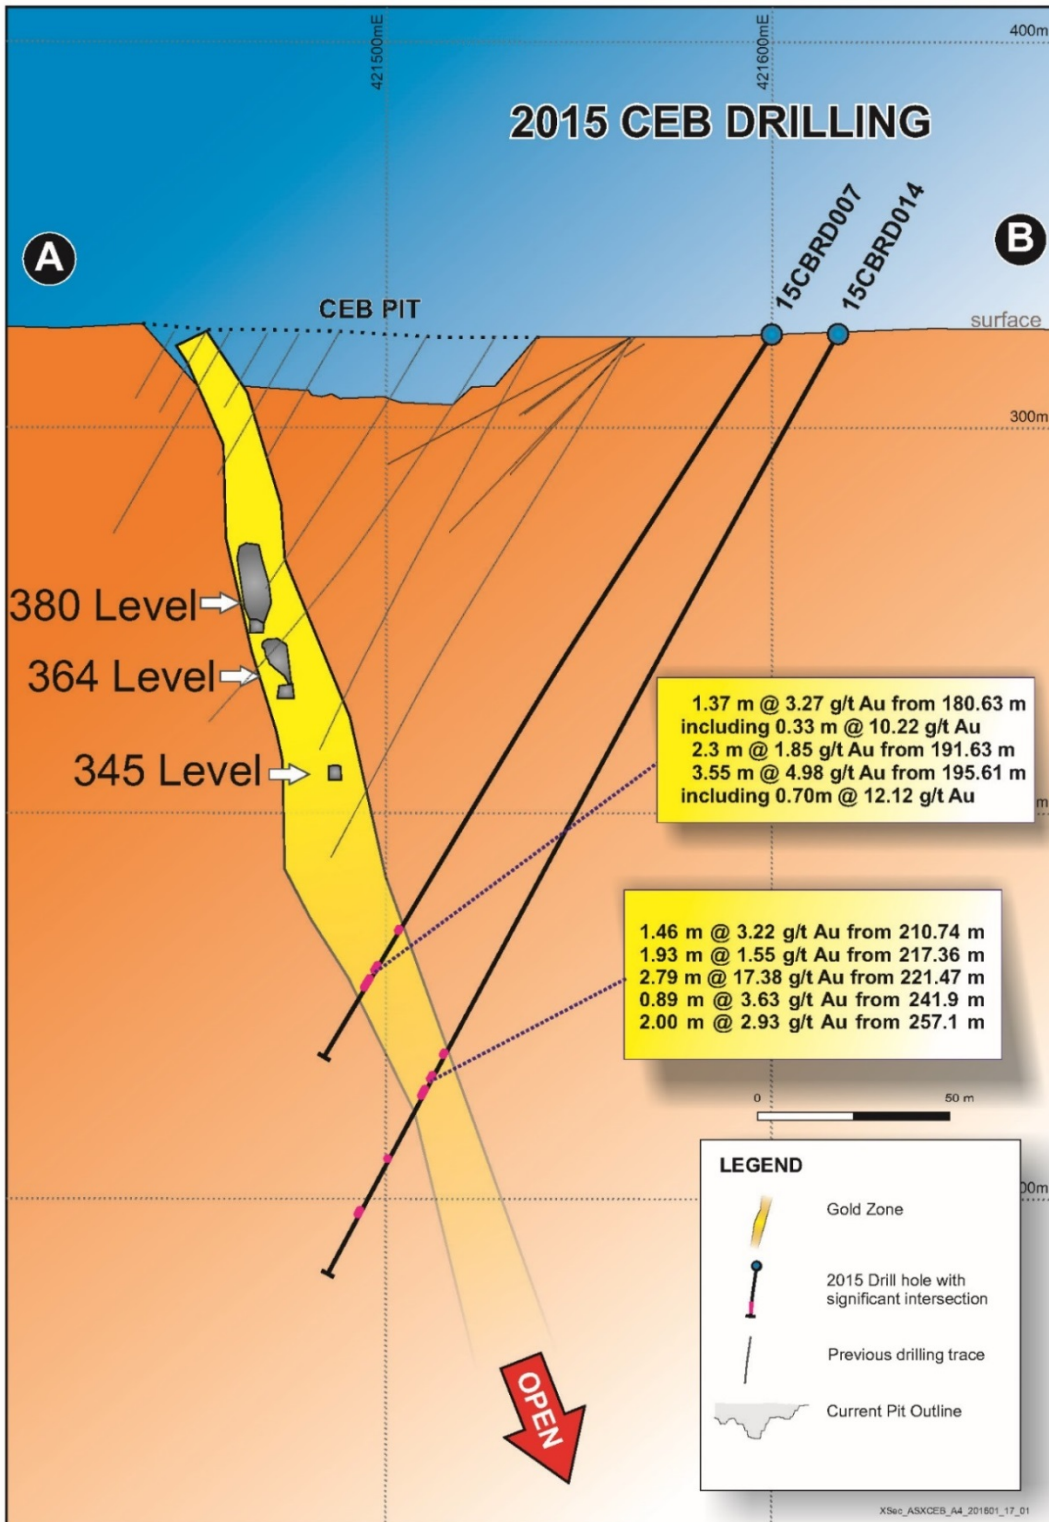 421500mE
421600mE
400m
2015 CEB DRILLING
A
B
15CBRD007
15CBRD014
CEB PIT
surface
300m
380 Level
364 Level
345 Level
1.37 m @ 3.27 g/t Au from 180.63 m
including 0.33 m @ 10.22 g/t Au
2.3 m @ 1.85 g/t Au from 191.63 m
3.55 m @ 4.98 g/t Au from 195.61 m
including 0.70m @ 12.12 g/t Au
m
1.46 m @ 3.22 g/t Au from 210.74 m
1.93 m @ 1.55 g/t Au from 217.36 m
2.79 m @ 17.38 g/t Au from 221.47 m
0.89 m @ 3.63 g/t Au from 241.9 m
2.00 m @ 2.93 g/t Au from 257.1 m
0 50 m
LEGEND
00m
Gold Zone
2015 Drill hole with
significant intersection
Previous drilling trace
Current Pit Outline
OPEN
XSec_ASXCEB_A4_201601_17_01